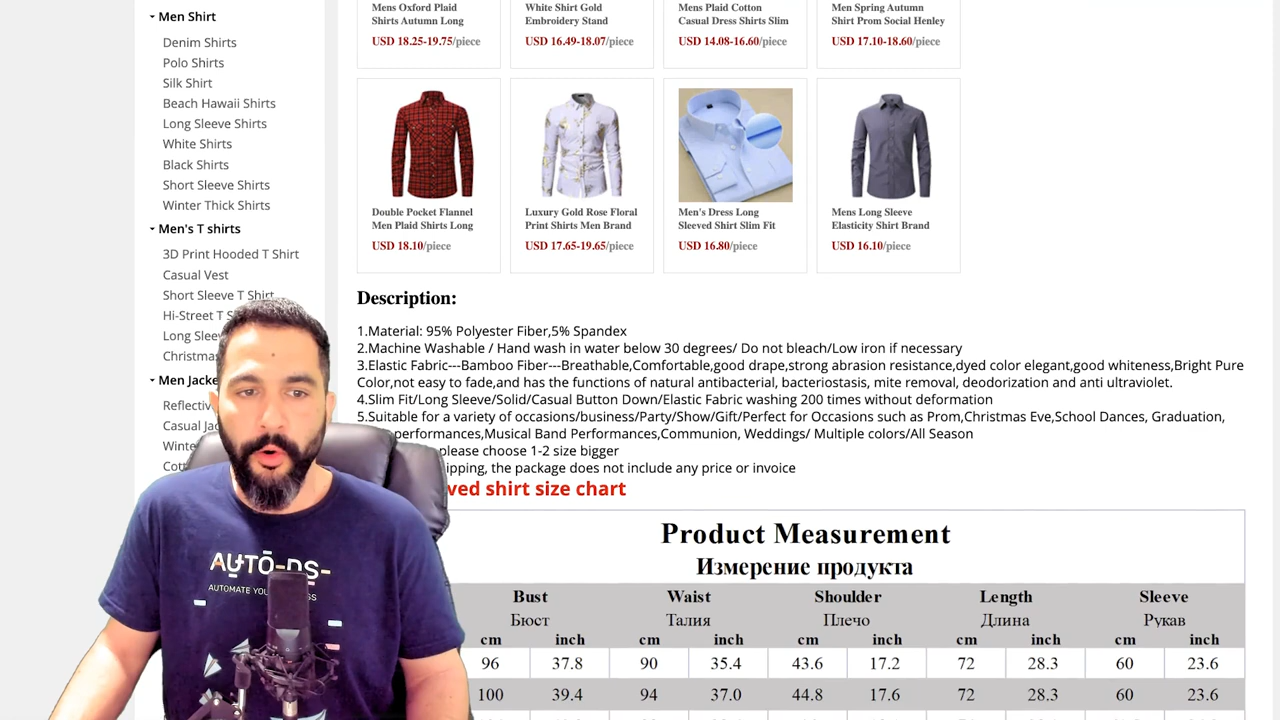 Men Shirt
Denim Shirts
Polo Shirts
Silk Shirt
Beach Hawaii Shirts
Long Sleeve Shirts
White Shirts
Black Shirts
Short Sleeve Shirts
Winter Thick Shirts
Men's T shirts
3D Print Hooded T Shirt
Casual Vest
Short Sleeve T Shirt
Hi-Street T
Long
Christmas
Men Jacke
Reflectiv
Casual Jac
Winte
Cott
Mens Oxford Plaid
Shirts Autumn Long
USD 18.25-19.75/piece
White Shirt Gold
Embroidery Stand
USD 16.49-18.07/piece
Mens Plaid Cotton
Casual Dress Shirts Slim
USD 14.08-16.60/piece
Men Spring Autumn
Shirt Prom Social Henley
USD 17.10-18.60/piece
Double Pocket Flannel
Men Plaid Shirts Long
USD 18.10/piece
Luxury Gold Rose Floral
Print Shirts Men Brand
USD 17.65-19.65/piece
Men's Dress Long
Sleeved Shirt Slim Fit
USD 16.80/piece
Mens Long Sleeve
Elasticity Shirt Brand
USD 16.10/piece
Description:
1.Material: 95% Polyester Fiber,5% Spandex
2.Machine Washable / Hand wash in water below 30 degrees/ Do not bleach/Low iron if necessary
3.Elastic Fabric---Bamboo Fiber---Breathable,Comfortable,good drape,strong abrasion resistance,dyed color elegant,good whiteness,Bright Pure
Color,not easy to fade,and has the functions of natural antibacterial, bacteriostasis, mite removal, deodorization and anti ultraviolet.
4.Slim Fit/Long Sleeve/Solid/Casual Button Down/Elastic Fabric washing 200 times without deformation
5.Suitable for a variety of occasions/business/Party/Show/Gift/Perfect for Occasions such as Prom,Christmas Eve,School Dances, Graduation,
performances,Musical Band Performances,Communion, Weddings/ Multiple colors/All Season
please choose 1-2 size bigger
ipping, the package does not include any price or invoice
ved shirt size chart
Product Measurement
Измерение продукта
Bust Waist Shoulder Length Sleeve
Бюст Талия Плечо Длина Рукав
cm inch cm inch cm inch cm inch cm inch
96 37.8 90 35.4 43.6 17.2 72 28.3 60 23.6
100 39.4 94 37.0 44.8 17.6 72 28.3 60 23.6
AUTO-DS-
AUTOMATE YOU